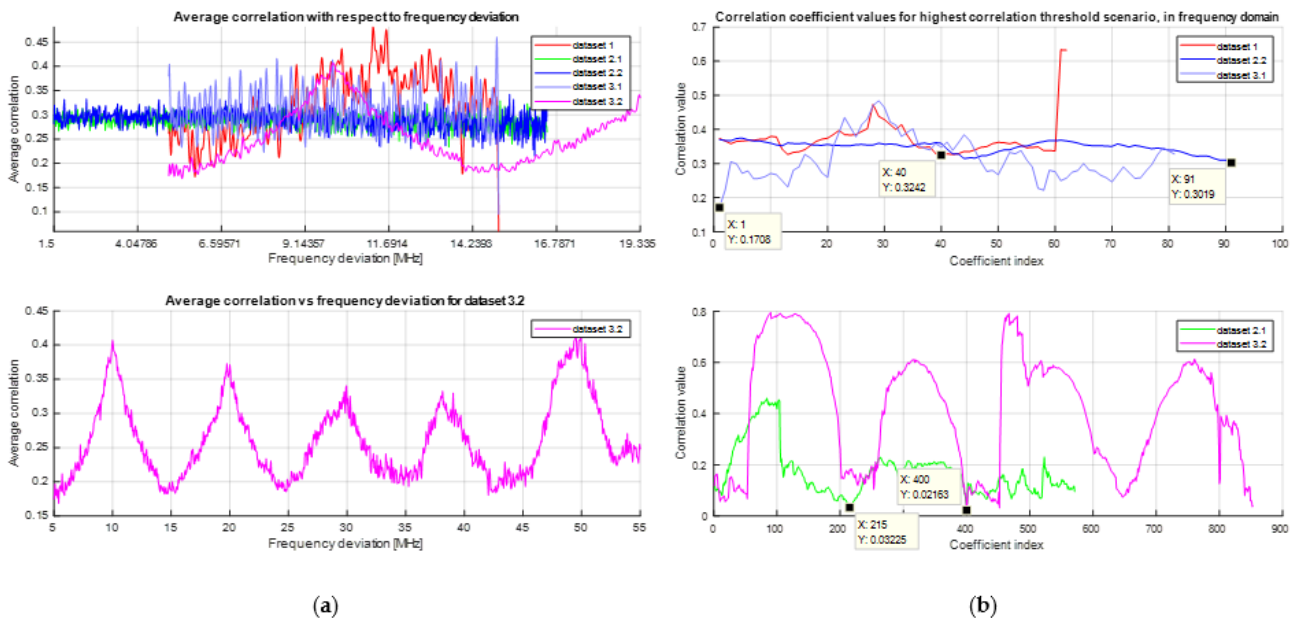 Average correlation with respect to frequency deviation
Average correlation
0.45
0.4
0.35
0.3
0.25
0.2
0.15
0.1
dataset 1
dataset 2.1
dataset 2.2
dataset 3.1
dataset 3.2
1.5 4.04786 6.59571 9.14357 11.6914 14.2393 16.7871 19.335
Frequency deviation [MHz]
Correlation coefficient values for highest correlation threshold scenario, in frequency domain
Correlation value
0.7
0.6
0.5
0.4
0.3
0.2
0.1
dataset 1
dataset 2.2
dataset 3.1
X: 40
Y: 0.3242
X: 91
Y: 0.3019
X: 1
Y: 0.1708
0 10 20 30 40 50 60 70 80 90 100
Coefficient index
Average correlation vs frequency deviation for dataset 3.2
Average correlation
0.45
0.4
0.35
0.3
0.25
0.2
0.15
dataset 3.2
5 10 15 20 25 30 35 40 45 50 55
Frequency deviation [MHz]
Correlation value
0.8
0.6
0.4
0.2
0
dataset 2.1
dataset 3.2
X: 400
Y: 0.02163
X: 215
Y: 0.03225
0 100 200 300 400 500 600 700 800 900
Coefficient index
(a)
(b)